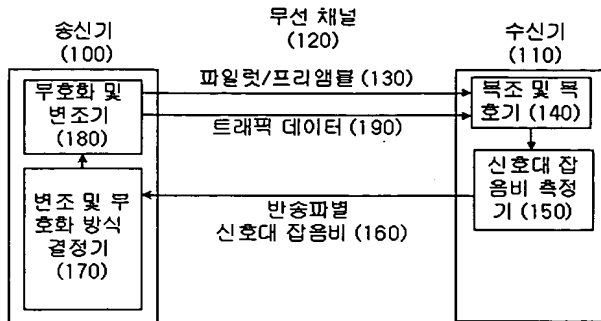 송신기
(100)
무선 채널
(120)
수신기
(110)
부호화 및
변조기
(180)
파일럿/프리앰블 (130)
트래픽 데이터 (190)
복조 및 복
호기 (140)
신호대 잡
음비 측정
기 (150)
변조 및 부
호화 방식
결정기
(170)
반송파별
신호대 잡음비 (160)